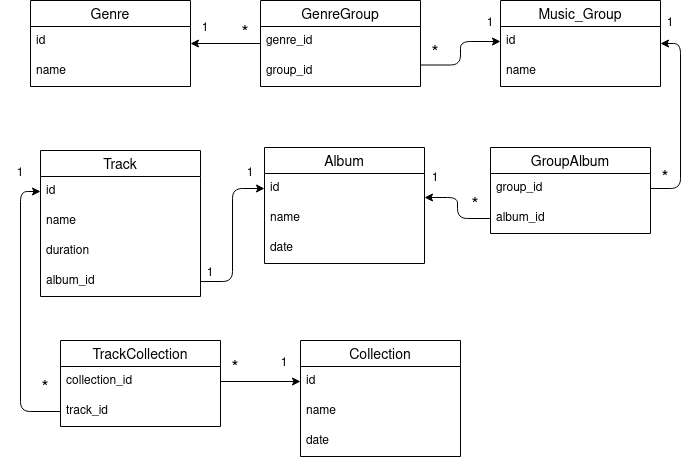 Genre
id
name
1
*
GenreGroup
genre_id
group_id
*
1
Music_Group
id
name
1
1
Track
id
name
duration
album_id
1
1
Album
id
name
date
1
*
GroupAlbum
group_id
album_id
*
*
TrackCollection
collection_id
track_id
*
1
Collection
id
name
date